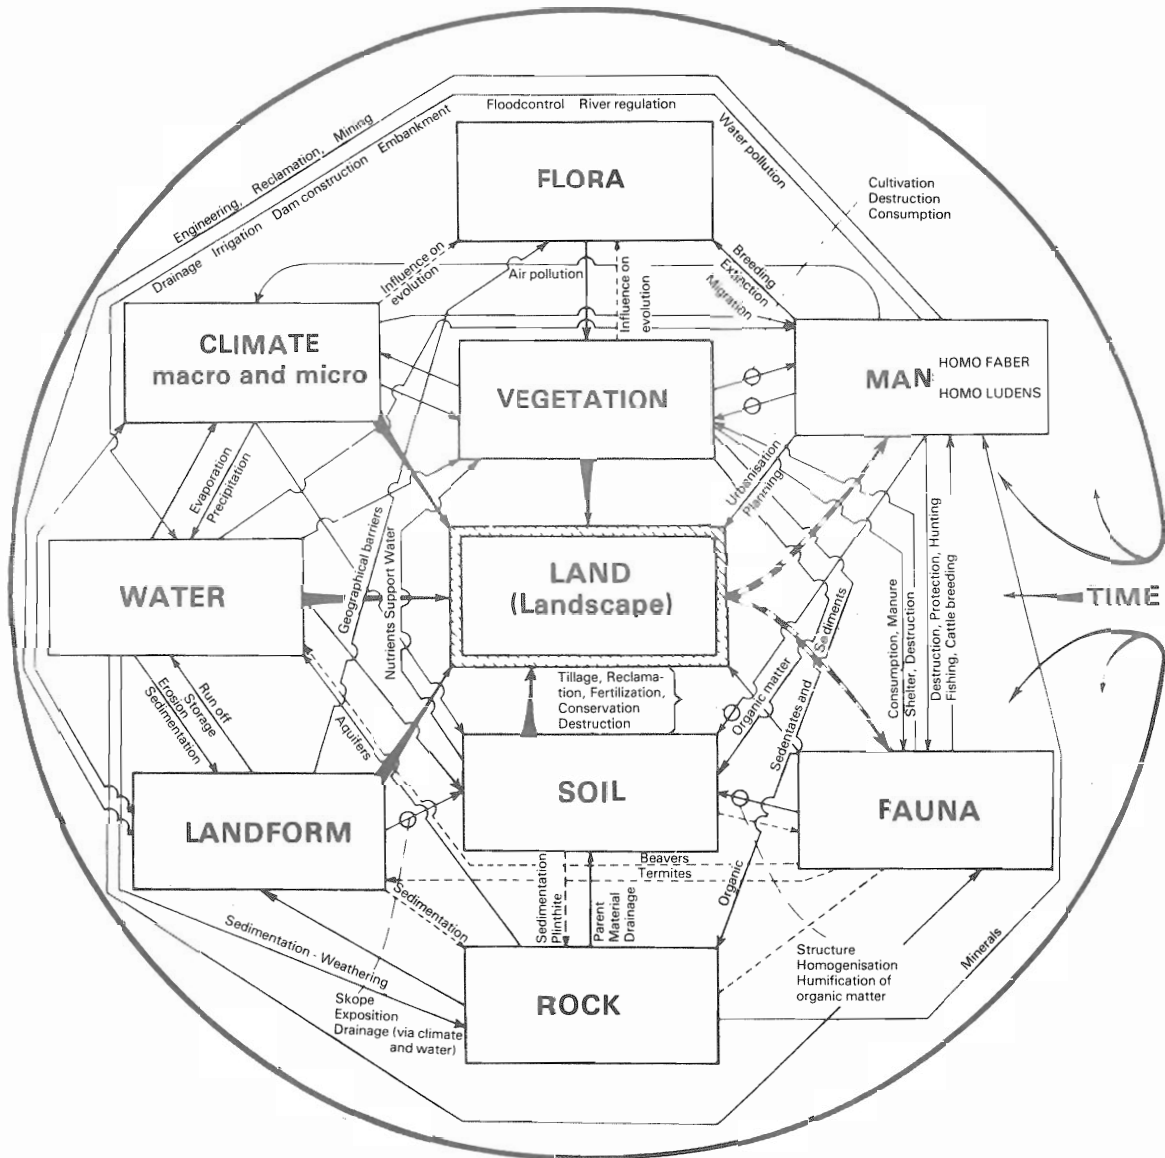 Floodcontrol River regulation
Engineering, Reclamation, Mining
Drainage Irrigation Dam construction Embankment
Water pollution
FLORA
Cultivation
Destruction
Consumption
Influence on
evolution
Air pollution
Influence on
evolution
Breeding
Extinction
Migration
CLIMATE
macro and micro
VEGETATION
MAN:
HOMO FABER
HOMO LUDENS
Evaporation
Precipitation
Urbanisation
Planning
Geographical barriers
Nutrients Support Water
WATER
LAND
(Landscape)
TIME
Consumption, Manure
Shelter, Destruction
Destruction, Protection, Hunting
Fishing, Cattle breeding
Run off
Storage
Erosion
Sedimentation
Aquifers
Tillage, Reclama-
tion, Fertilization,
Conservation
Destruction
Organic matter
Sedentates and
Sediments
LANDFORM
SOIL
FAUNA
Beavers
Termites
Organic
Sedimentation
Sedimentation
Plinthite
Parent
Material
Drainage
Sedimentation - Weathering
Skope
Exposition
Drainage (via climate
and water)
ROCK
Structure
Homogenisation
Humification of
organic matter
Minerals